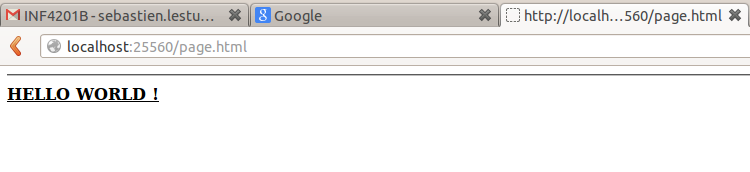 INF4201B - sebastien.lestu...
Google
http://localh...560/page.html
localhost:25560/page.html
HELLO WORLD !